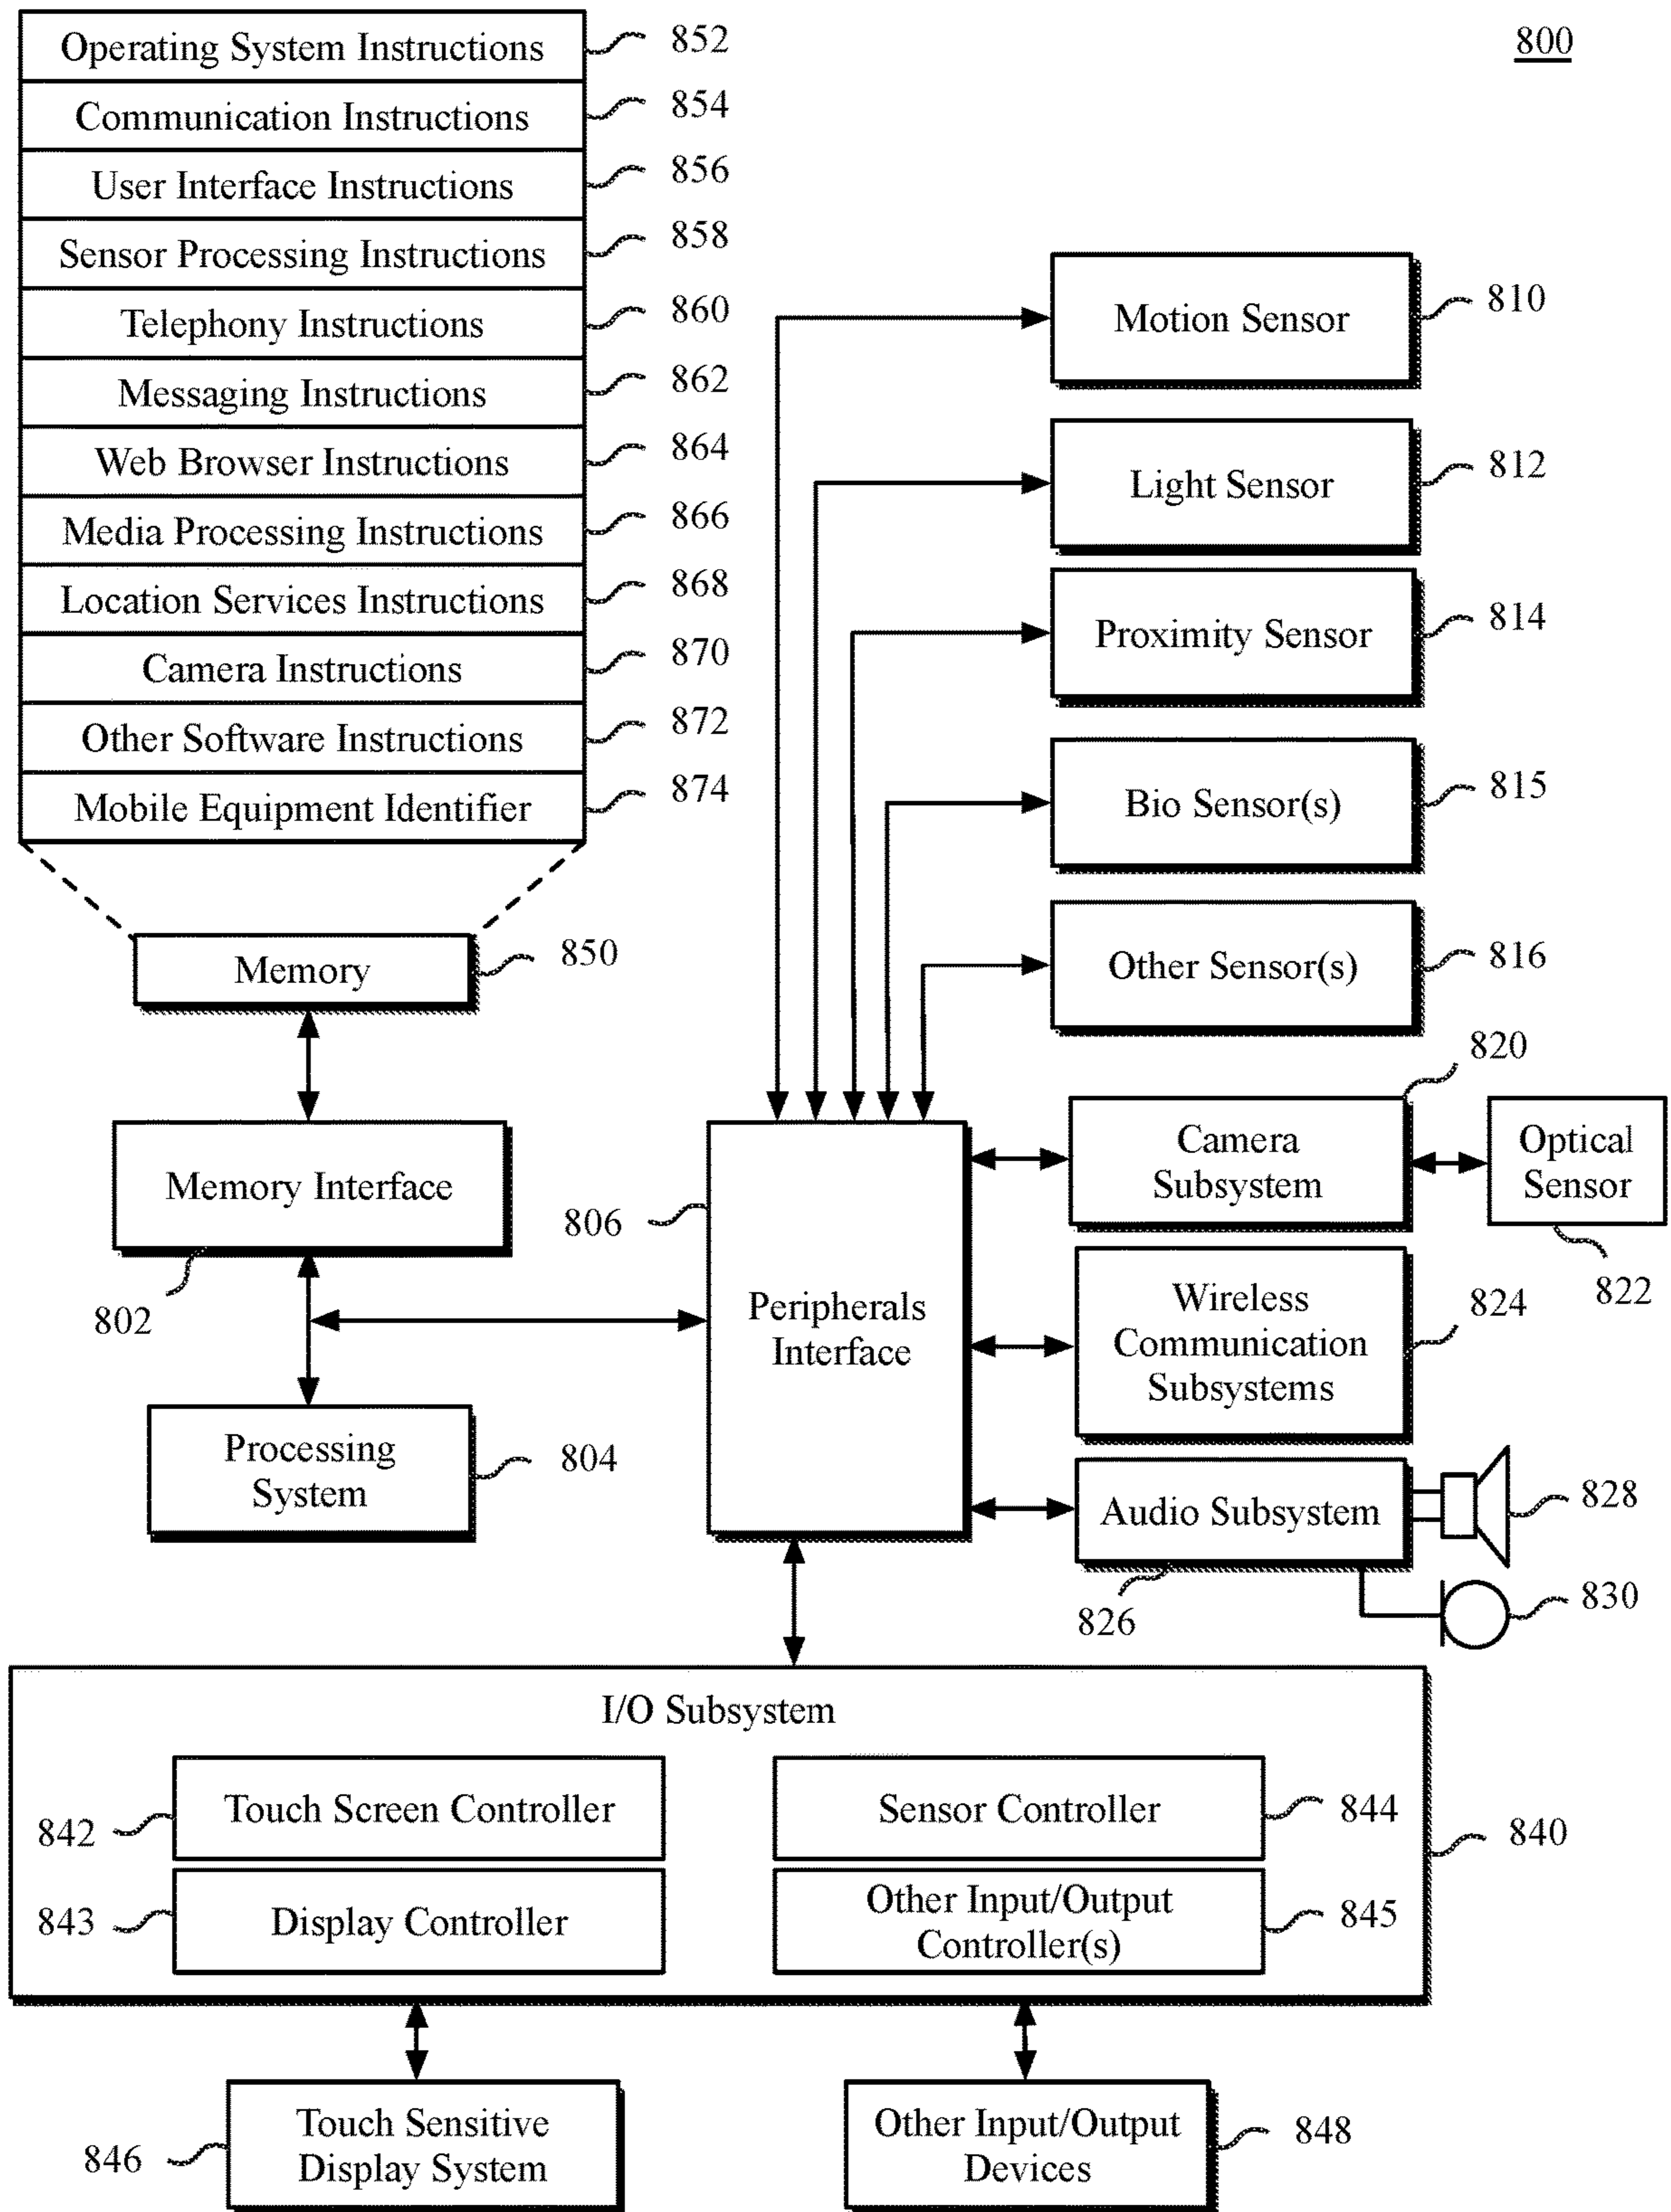 800
Operating System Instructions
852
Communication Instructions
854
User Interface Instructions
856
Sensor Processing Instructions
858
Telephony Instructions
860
Messaging Instructions
862
Web Browser Instructions
864
Media Processing Instructions
866
Location Services Instructions
868
Camera Instructions
870
Other Software Instructions
872
Mobile Equipment Identifier
874
Memory
850
Memory Interface
802
Processing
System
804
Motion Sensor
810
Light Sensor
812
Proximity Sensor
814
Bio Sensor(s)
815
Other Sensor(s)
816
806
Peripherals
Interface
820
Camera
Subsystem
Optical
Sensor
822
Wireless
Communication
Subsystems
824
Audio Subsystem
826
828
830
I/O Subsystem
840
842
Touch Screen Controller
Sensor Controller
844
843
Display Controller
Other Input/Output
Controller(s)
845
846
Touch Sensitive
Display System
Other Input/Output
Devices
848